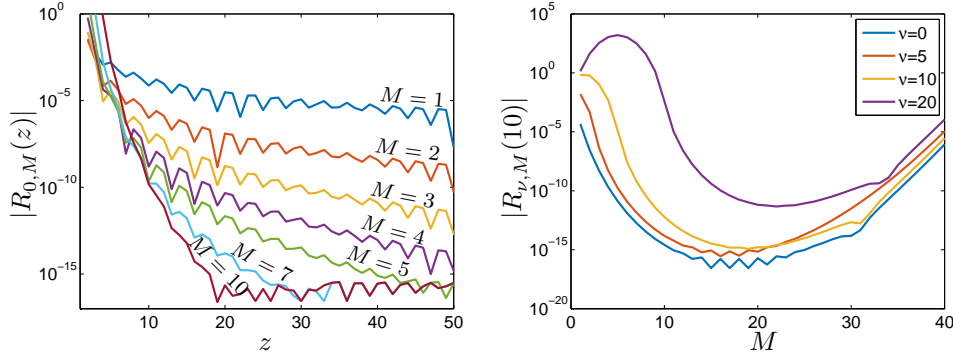 10^0
10^-5
10^-10
10^-15
|R_{0,M}(z)|
M = 1
M = 2
M = 3
M = 4
M = 5
M = 7
M = 10
10 20 30 40 50
z
10^5
10^0
10^-5
10^-10
10^-15
10^-20
|R_{ν,M}(10)|
ν=0
ν=5
ν=10
ν=20
0 10 20 30 40
M